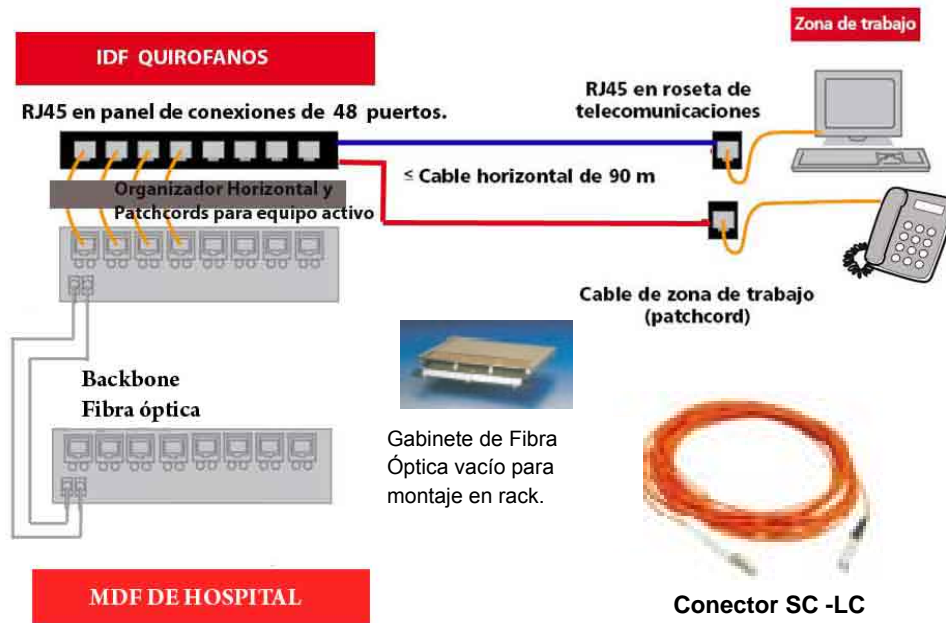 Zona de trabajo
IDF QUIROFANOS
RJ45 en panel de conexiones de 48 puertos.
RJ45 en roseta de
telecomunicaciones
≤ Cable horizontal de 90 m
Organizador Horizontal y
Patchcords para equipo activo
Cable de zona de trabajo
(patchcord)
Backbone
Fibra óptica
Gabinete de Fibra
Óptica vacío para
montaje en rack.
MDF DE HOSPITAL
Conector SC -LC